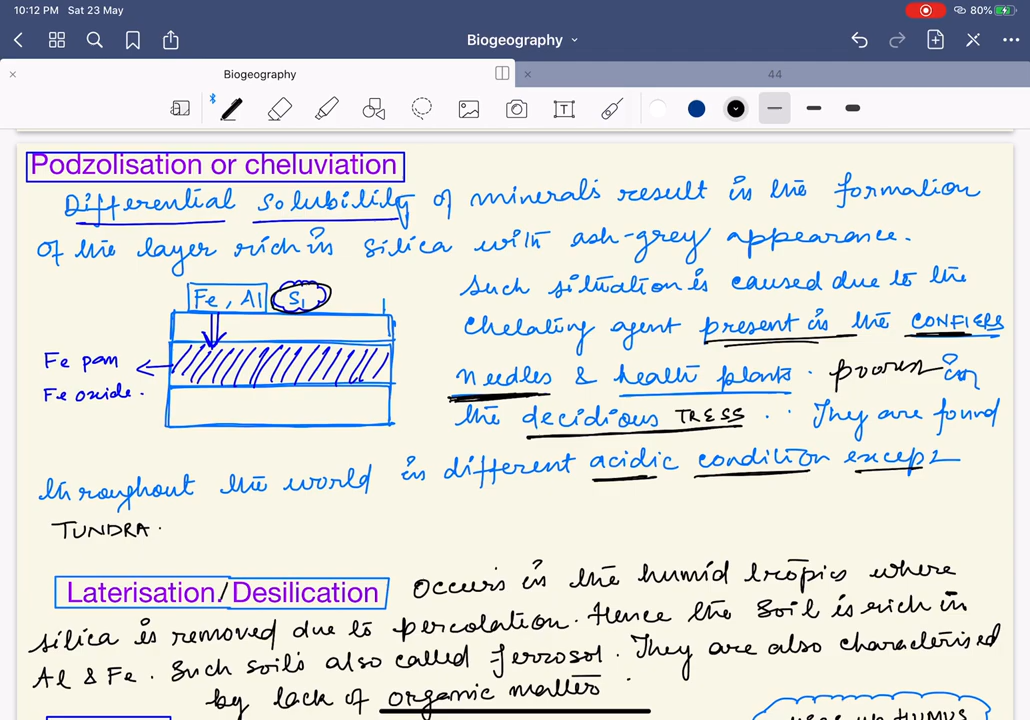 10:12 PM Sat 23 May
80%
Biogeography
Biogeography
44
Podzolisation or cheluviation
Differential solubility of minerals result in the formation
of the layer rich in silica with ash-grey appearance.
Fe, Al Si
Such situation is caused due to the
chelating agent present in the CONFIERS
Fe pan
Fe oxide.
needles & health plants. poorer in
the decidious TRESS .. They are found
throughout the world in different acidic condition except
TUNDRA.
Laterisation/Desilication occurs in the humid tropics where
silica is removed due to percolation. Hence the soil is rich in
Al & Fe. Such soils also called ferrosol. They are also characterised
by lack of organic matter.
HUMUS